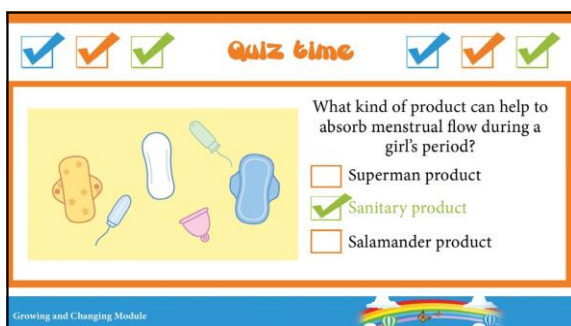 Quiz time
What kind of product can help to
absorb menstrual flow during a
girl's period?
Superman product
Sanitary product
Salamander product
Growing and Changing Module